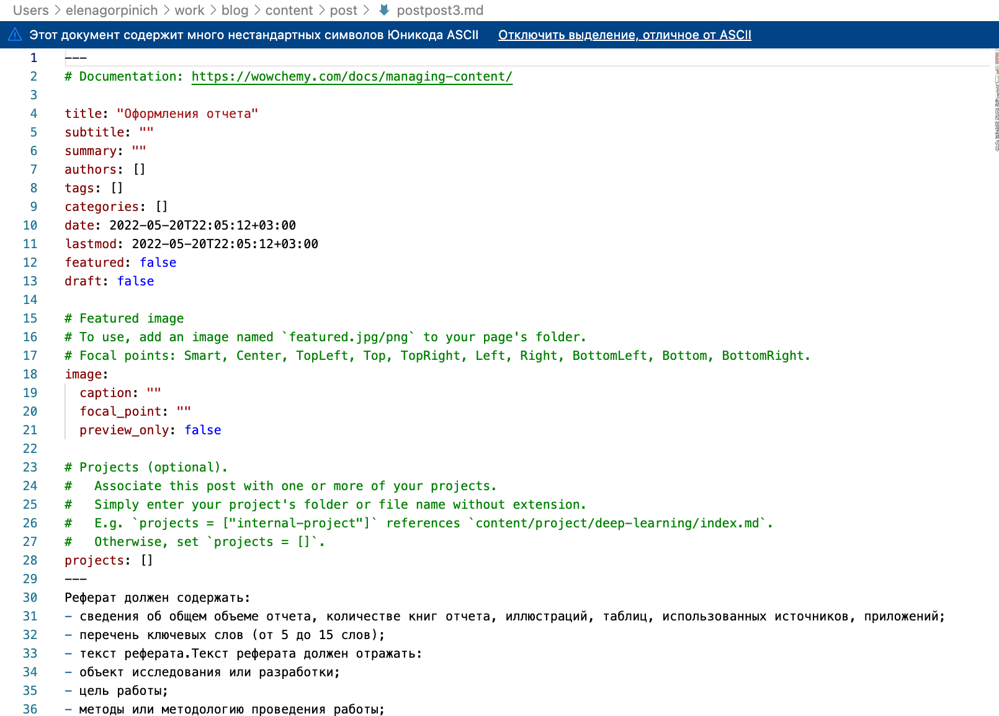 Users > elenagorpinich > work > blog > content > post > postpost3.md
Этот документ содержит много нестандартных символов Юникода ASCII Отключить выделение, отличное от ASCII
1 ---
2 # Documentation: https://wowchemy.com/docs/managing-content/
3
4 title: "Оформления отчета"
5 subtitle: ""
6 summary: ""
7 authors: []
8 tags: []
9 categories: []
10 date: 2022-05-20T22:05:12+03:00
11 lastmod: 2022-05-20T22:05:12+03:00
12 featured: false
13 draft: false
14
15 # Featured image
16 # To use, add an image named `featured.jpg/png` to your page's folder.
17 # Focal points: Smart, Center, TopLeft, Top, TopRight, Left, Right, BottomLeft, Bottom, BottomRight.
18 image:
19   caption: ""
20   focal_point: ""
21   preview_only: false
22
23 # Projects (optional).
24 #   Associate this post with one or more of your projects.
25 #   Simply enter your project's folder or file name without extension.
26 #   E.g. `projects = ["internal-project"]` references `content/project/deep-learning/index.md`.
27 #   Otherwise, set `projects = []`.
28 projects: []
29 ---
30 Реферат должен содержать:
31 - сведения об общем объеме отчета, количестве книг отчета, иллюстраций, таблиц, использованных источников, приложений;
32 - перечень ключевых слов (от 5 до 15 слов);
33 - текст реферата.Текст реферата должен отражать:
34 - объект исследования или разработки;
35 - цель работы;
36 - методы или методологию проведения работы;